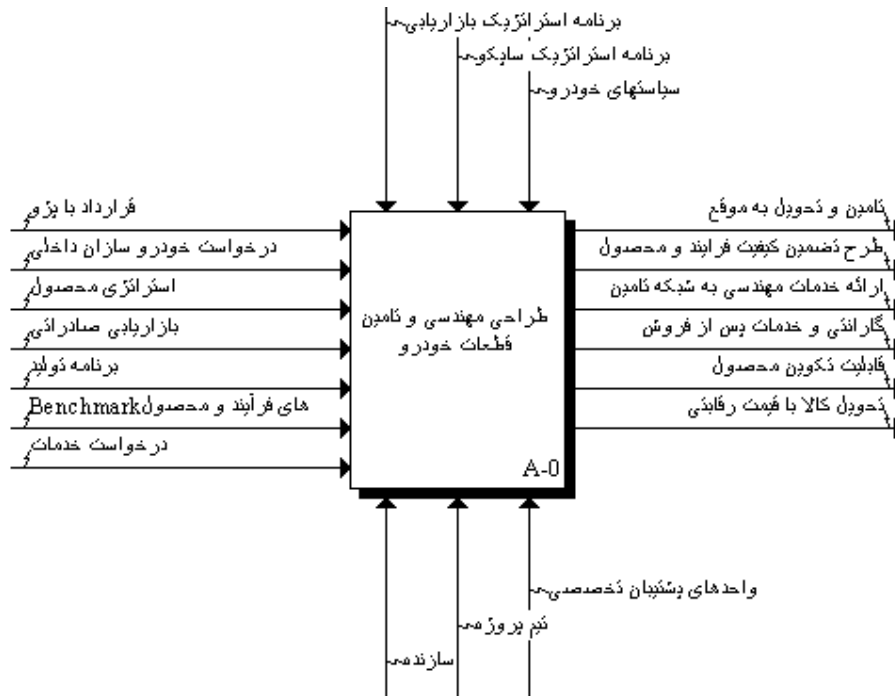 برنامه استراتژیک بازاریابی
برنامه استراتژیک سایکو
سیاستهای خودرو
قرارداد با پژو
درخواست خودرو سازان داخلی
استراتژی محصول
بازاریابی صادراتی
برنامه تولید
Benchmarkهای فرآیند و محصول
درخواست خدمات
طراحی مهندسی و تامین
قطعات خودرو
A-0
تامین و تحویل به موقع
طرح تضمین کیفیت فرایند و محصول
ارائه خدمات مهندسی به شبکه تامین
گارانتی و خدمات پس از فروش
قابلیت تکوین محصول
تحویل کالا با قیمت رقابتی
واحدهای پشتیبان تخصصی
تیم پروژه
سازنده